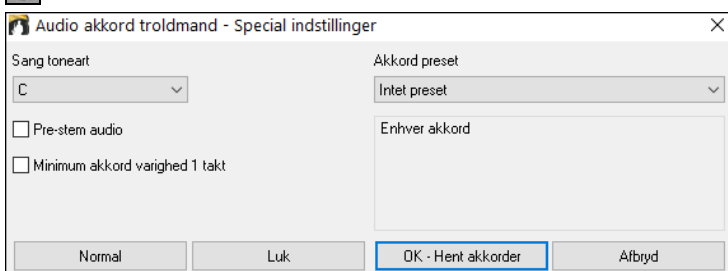 Audio akkord troldmand - Special indstillinger
Sang toneart
Akkord preset
C
Intet preset
Pre-stem audio
Enhver akkord
Minimum akkord varighed 1 takt
Normal
Luk
OK - Hent akkorder
Afbryd